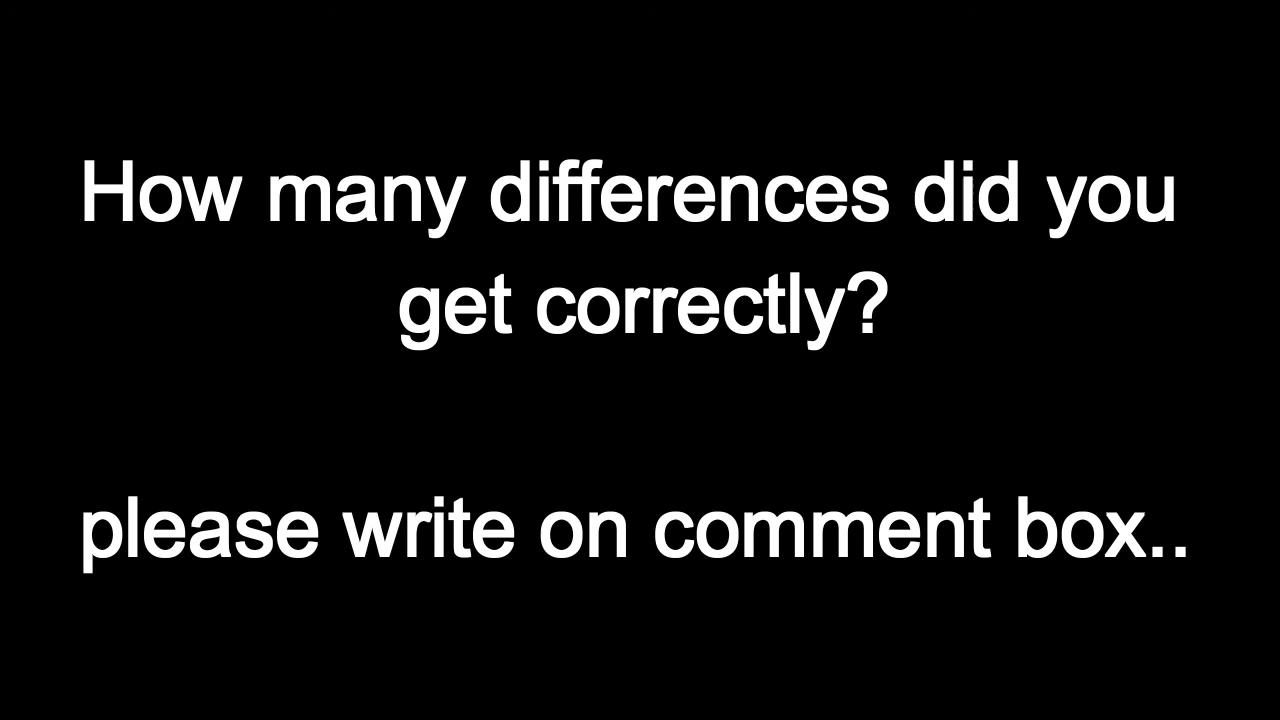 How many differences did you
get correctly?
please write on comment box..